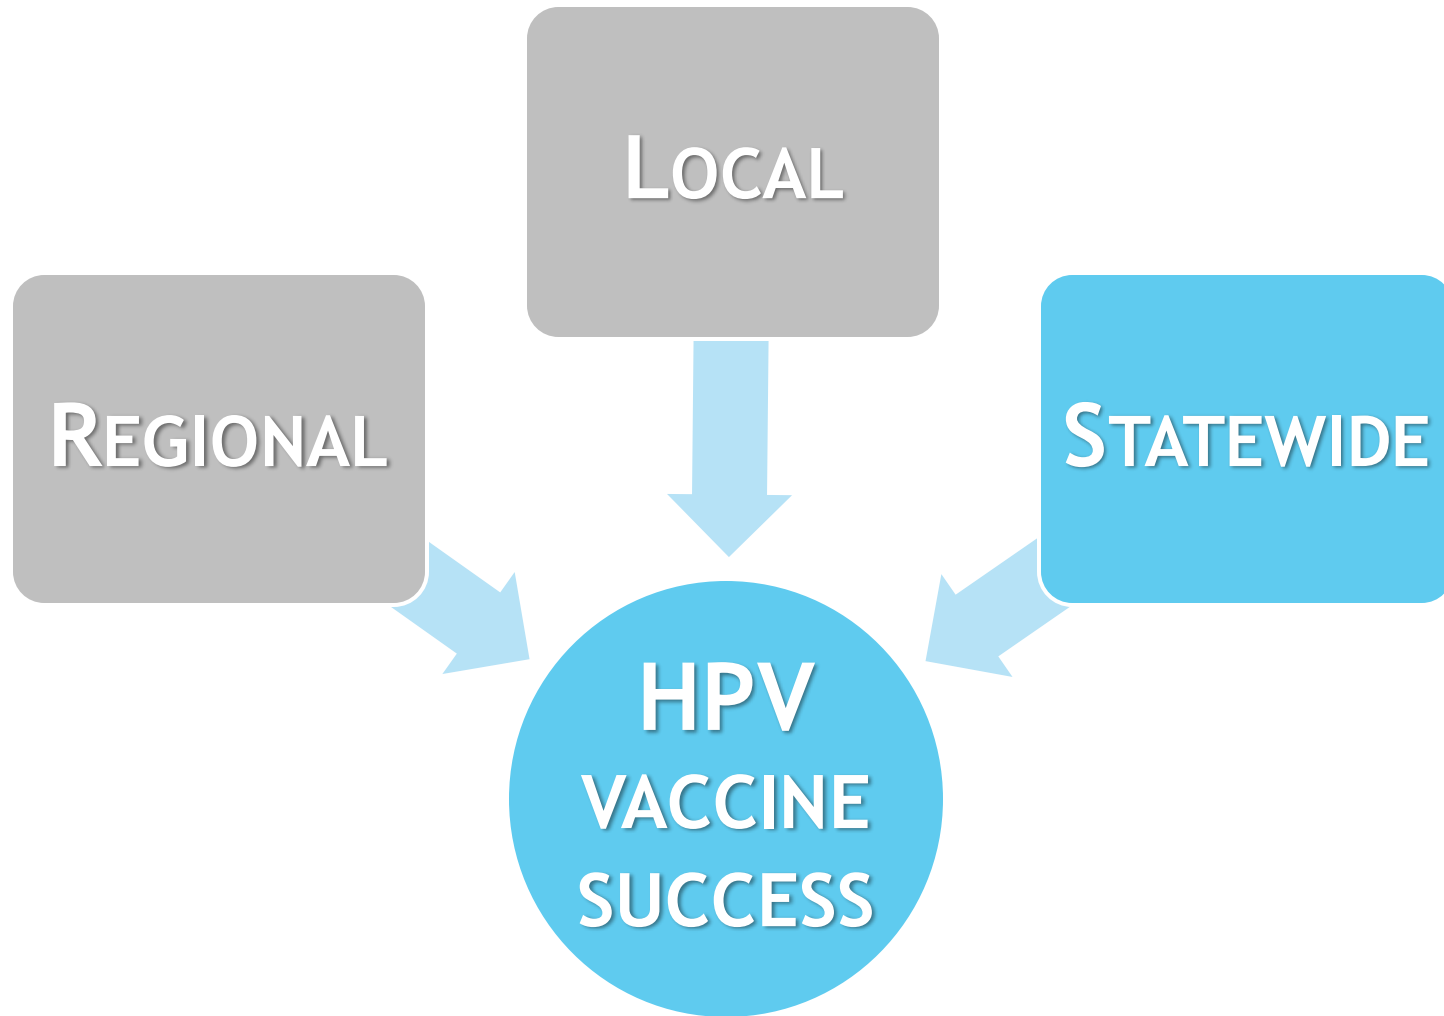 LOCAL
REGIONAL
STATEWIDE
HPV
VACCINE
SUCCESS